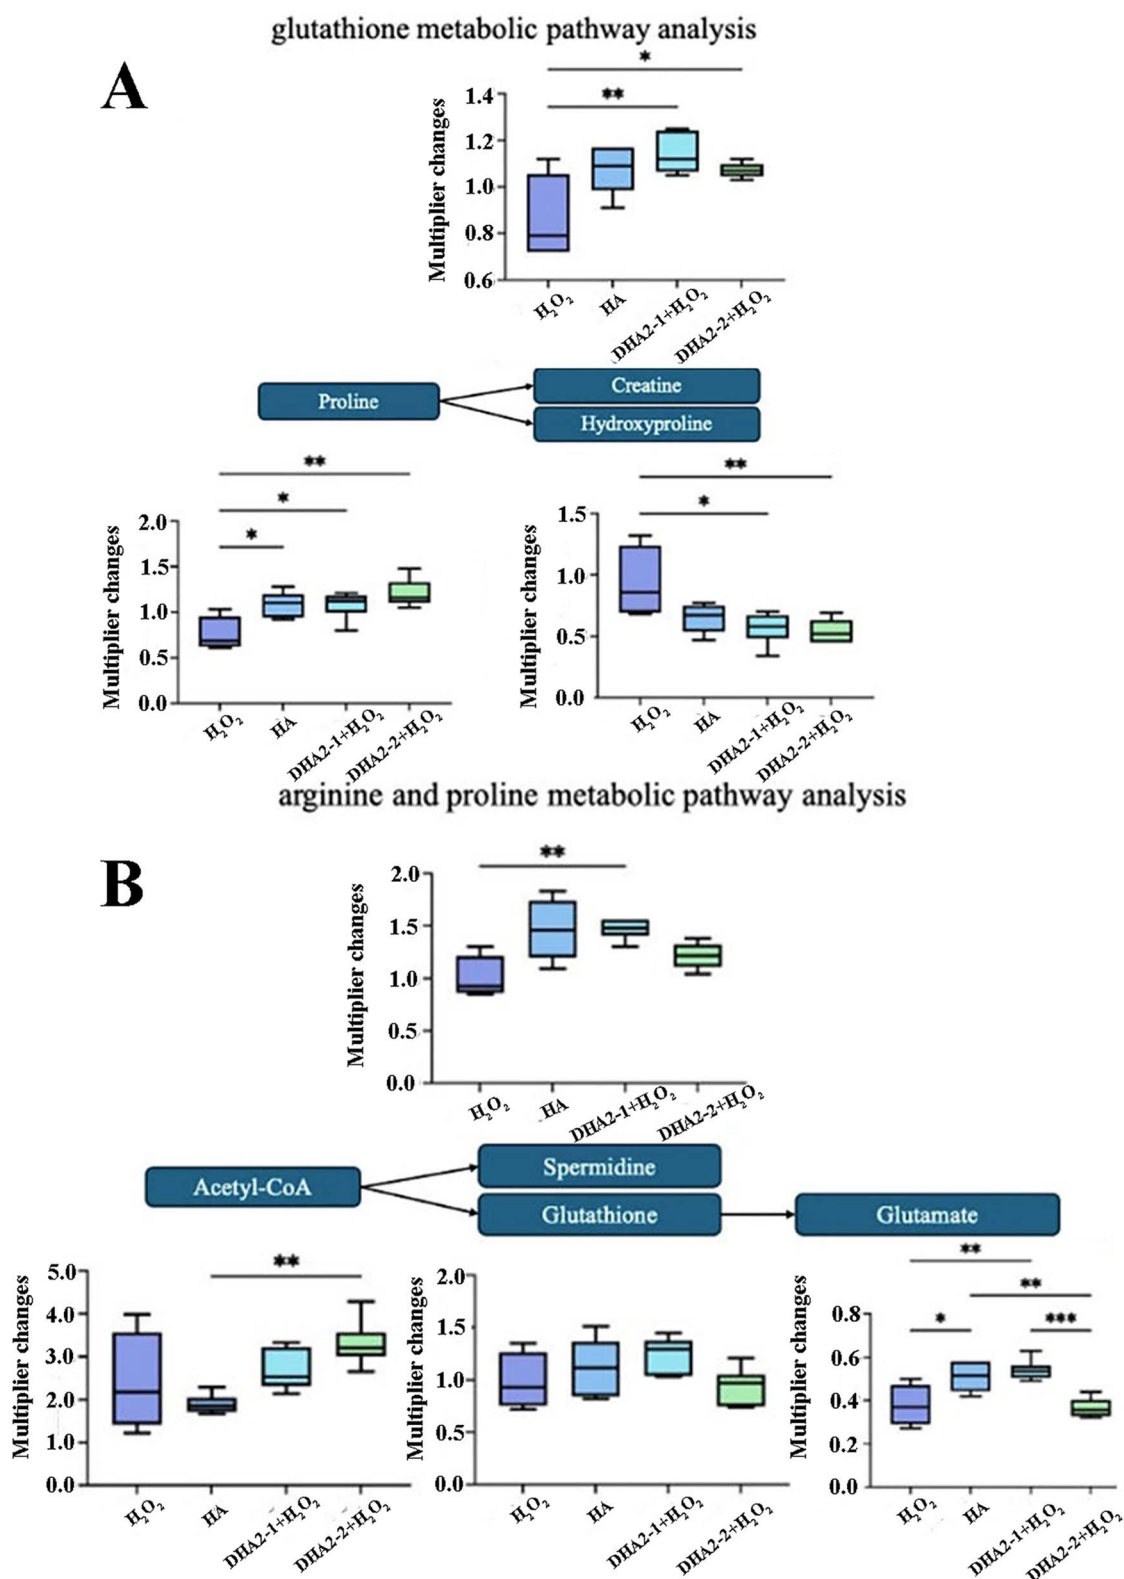 glutathione metabolic pathway analysis
A
*
**
Multiplier changes
1.4
1.2
1.0
0.8
0.6
H₂O₂
HA
DHA2-1+H₂O₂
DHA2-2+H₂O₂
Proline
Creatine
Hydroxyproline
**
*
*
Multiplier changes
2.0
1.5
1.0
0.5
0.0
H₂O₂
HA
DHA2-1+H₂O₂
DHA2-2+H₂O₂
**
*
Multiplier changes
1.5
1.0
0.5
0.0
H₂O₂
HA
DHA2-1+H₂O₂
DHA2-2+H₂O₂
arginine and proline metabolic pathway analysis
B
**
Multiplier changes
2.0
1.5
1.0
0.5
0.0
H₂O₂
HA
DHA2-1+H₂O₂
DHA2-2+H₂O₂
Acetyl-CoA
Spermidine
Glutathione
Glutamate
**
Multiplier changes
5.0
4.0
3.0
2.0
1.0
0.0
H₂O₂
HA
DHA2-1+H₂O₂
DHA2-2+H₂O₂
Multiplier changes
2.0
1.5
1.0
0.5
0.0
H₂O₂
HA
DHA2-1+H₂O₂
DHA2-2+H₂O₂
**
**
*
***
Multiplier changes
0.8
0.6
0.4
0.2
0.0
H₂O₂
HA
DHA2-1+H₂O₂
DHA2-2+H₂O₂